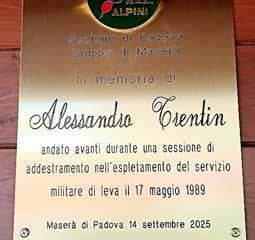 NAZ.
ALPINI
Sezione di Padova
Gruppo di Maserà
In memoria di
Alessandro Trentin
andato avanti durante una sessione di
addestramento nell'espletamento del servizio
militare di leva il 17 maggio 1989
Maserà di Padova 14 settembre 2025